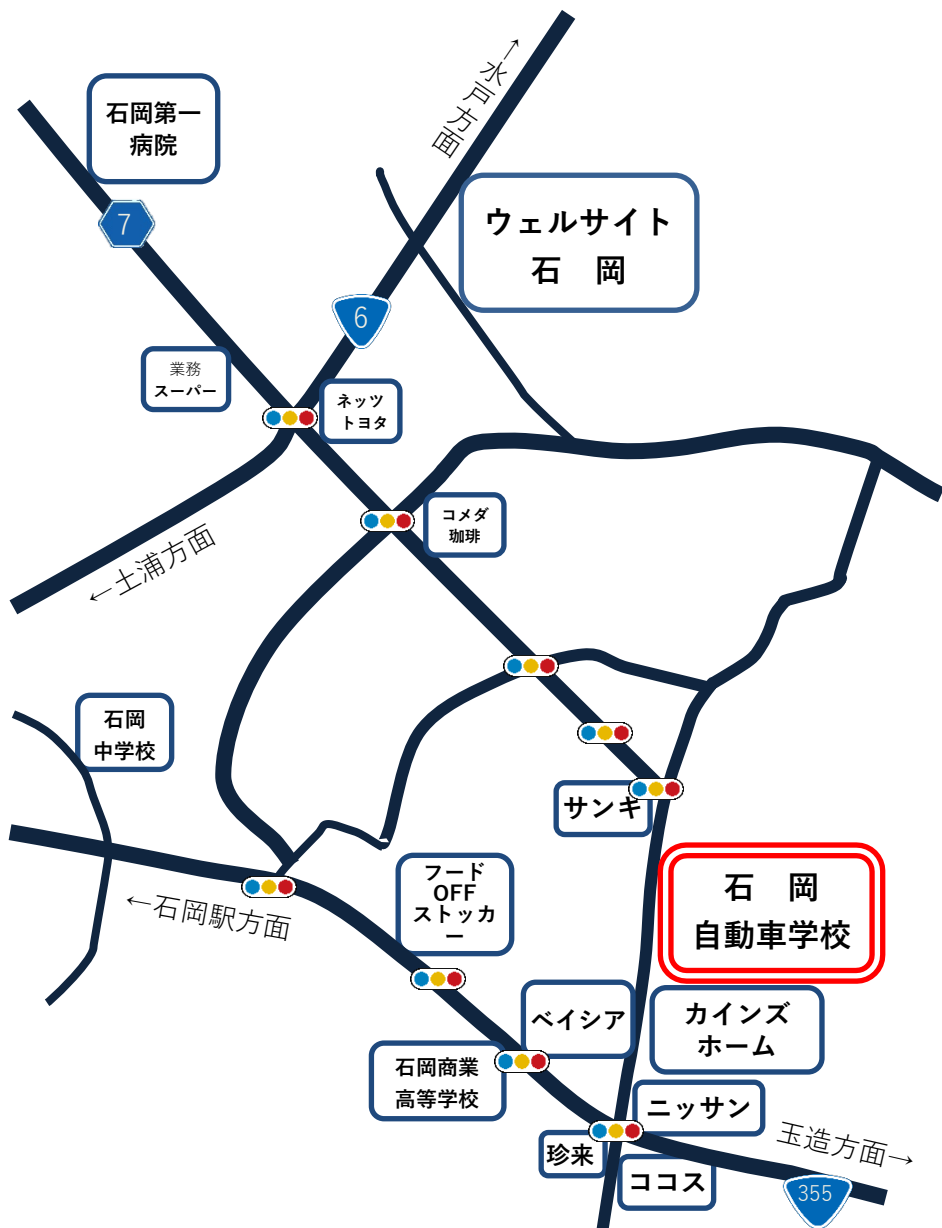 ↑水戸方面
石岡第一
病院
7
ウェルサイト
石　岡
6
業務
スーパー
ネッツ
トヨタ
コメダ
珈琲
←土浦方面
石岡
中学校
サンキ
フード
OFF
ストッカ
ー
石　岡
自動車学校
←石岡駅方面
ベイシア
カインズ
ホーム
石岡商業
高等学校
ニッサン
珍来
玉造方面→
ココス
355